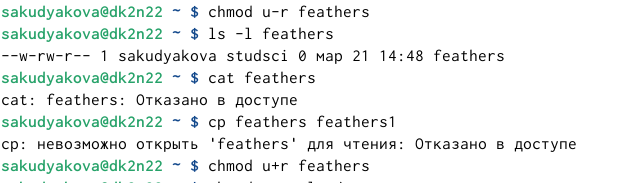 sakudyakova@dk2n22 ~ $ chmod u-r feathers
sakudyakova@dk2n22 ~ $ ls -l feathers
--w-rw-r-- 1 sakudyakova studsci 0 мар 21 14:48 feathers
sakudyakova@dk2n22 ~ $ cat feathers
cat: feathers: Отказано в доступе
sakudyakova@dk2n22 ~ $ cp feathers feathers1
cp: невозможно открыть 'feathers' для чтения: Отказано в доступе
sakudyakova@dk2n22 ~ $ chmod u+r feathers